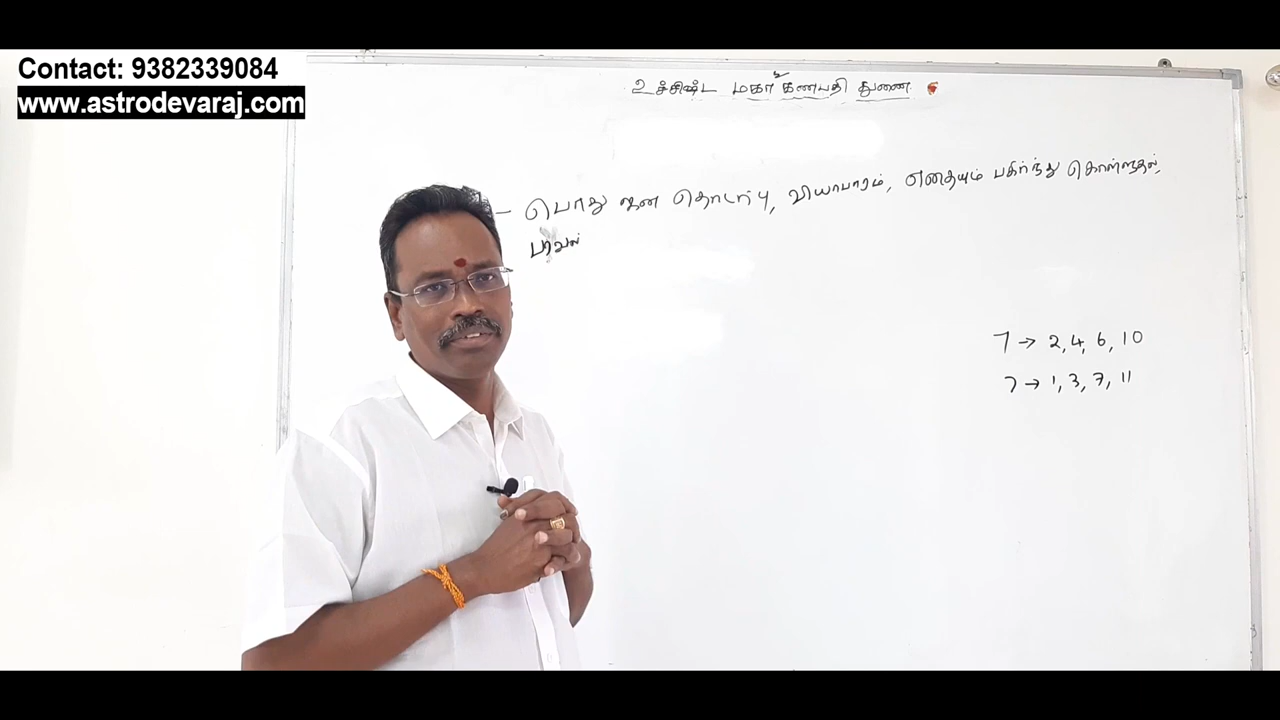 Contact: 9382339084
www.astrodevaraj.com
உச்சிஷ்ட மகா கணபதி துணை
– பொது ஜன தொடர்பு, வியாபாரம், எதையும் பகிர்ந்து கொள்ளுதல்,
7 → 2, 4, 6, 10
7 → 1, 3, 7, 11